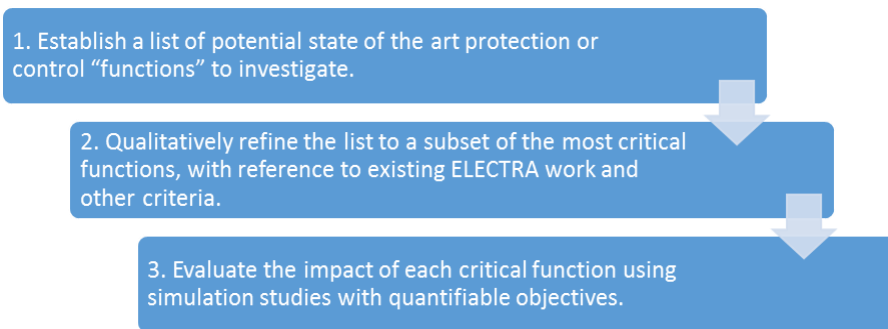 1. Establish a list of potential state of the art protection or
control “functions” to investigate.
2. Qualitatively refine the list to a subset of the most critical
functions, with reference to existing ELECTRA work and
other criteria.
3. Evaluate the impact of each critical function using
simulation studies with quantifiable objectives.